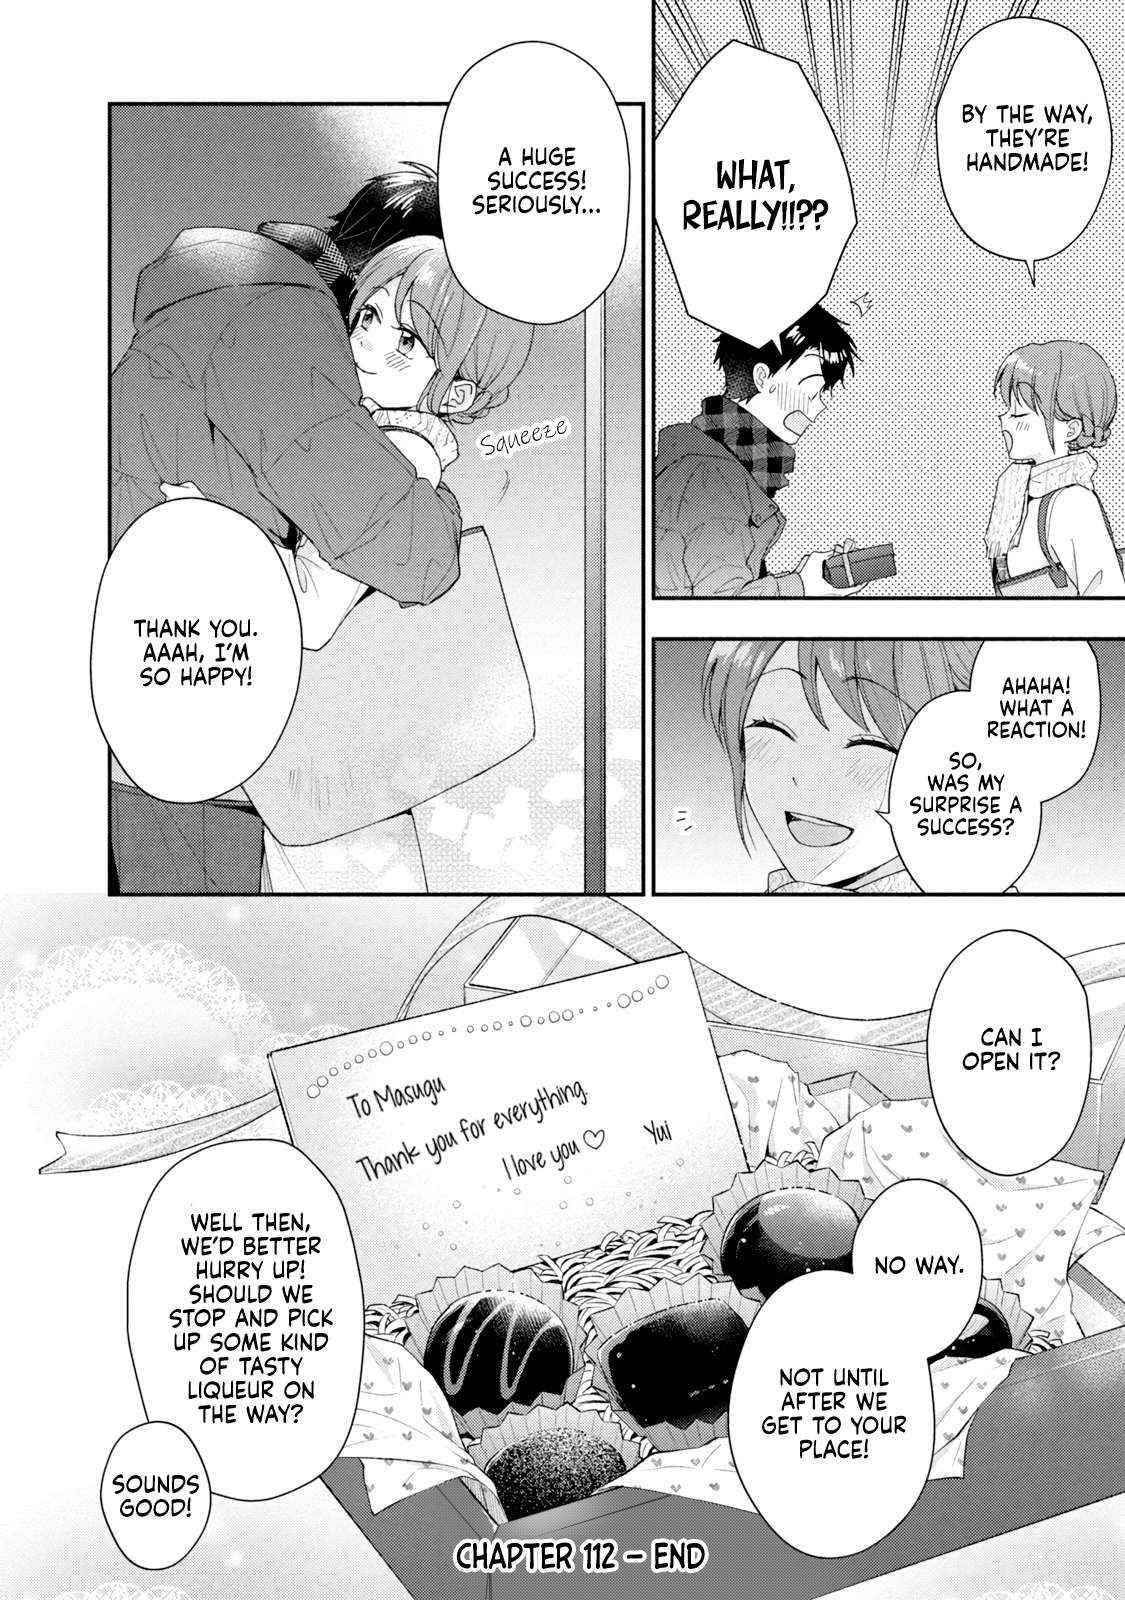 BY THE WAY,
THEY'RE
HANDMADE!
WHAT,
REALLY!!??
AHAHA!
WHAT A
REACTION!
SO,
WAS MY
SURPRISE A
SUCCESS?
A HUGE
SUCCESS!
SERIOUSLY...
Squeeze
THANK YOU.
AAAH, I'M
SO HAPPY!
CAN I
OPEN IT?
NO WAY.
NOT UNTIL
AFTER WE
GET TO YOUR
PLACE!
To Masugu
Thank you for everything.
I love you ♡ Yui
WELL THEN,
WE'D BETTER
HURRY UP!
SHOULD WE
STOP AND PICK
UP SOME KIND
OF TASTY
LIQUEUR ON
THE WAY?
SOUNDS
GOOD!
CHAPTER 112 – END